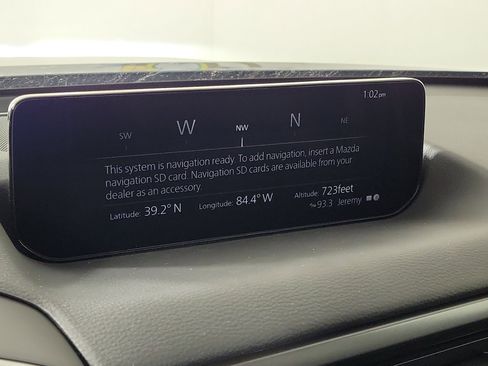 1:02 pm
SW W NW N NE
This system is navigation ready. To add navigation, insert a Mazda
navigation SD card. Navigation SD cards are available from your
dealer as an accessory.
Latitude: 39.2° N Longitude: 84.4° W Altitude: 723feet
93.3 Jeremy